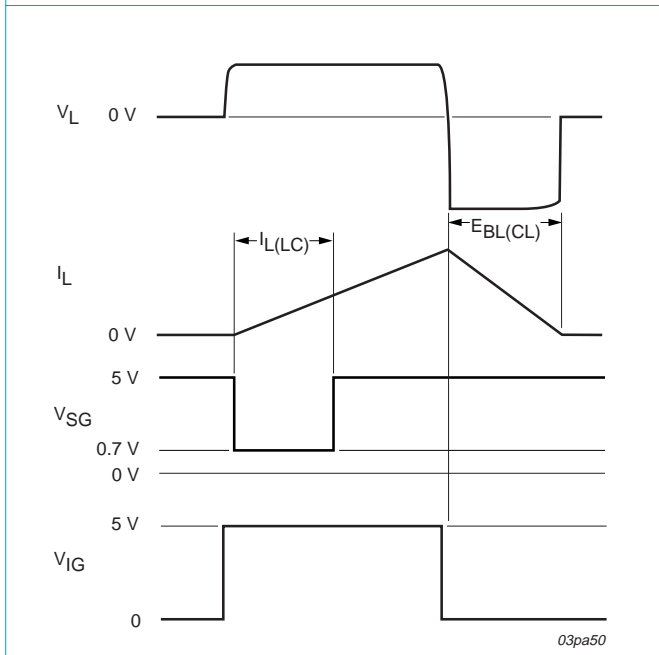 V_L 0 V
I_L(LC)
E_BL(CL)
I_L
0 V
5 V
V_SG
0.7 V
0 V
5 V
V_IG
0
03pa50